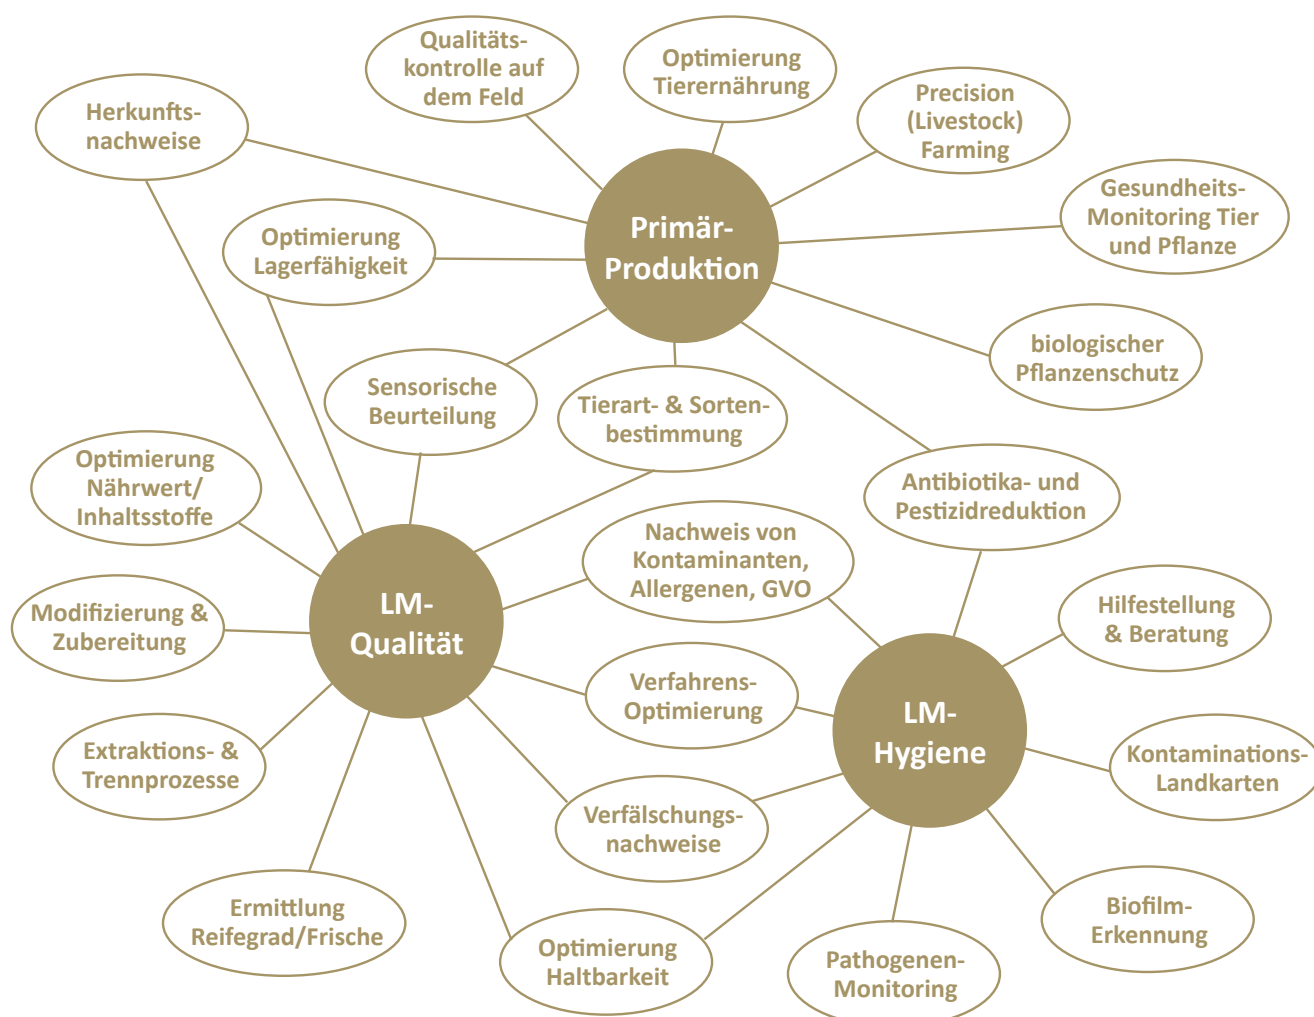 Qualitäts-
kontrolle auf
dem Feld
Optimierung
Tierernährung
Precision
(Livestock)
Farming
Herkunfts-
nachweise
Gesundheits-
Monitoring Tier
und Pflanze
Primär-
Produktion
Optimierung
Lagerfähigkeit
biologischer
Pflanzenschutz
Sensorische
Beurteilung
Tierart- & Sorten-
bestimmung
Optimierung
Nährwert/
Inhaltsstoffe
Antibiotika- und
Pestizidreduktion
Nachweis von
Kontaminanten,
Allergenen, GVO
LM-
Qualität
Modifizierung &
Zubereitung
Hilfestellung
& Beratung
Verfahrens-
Optimierung
LM-
Hygiene
Extraktions- &
Trennprozesse
Kontaminations-
Landkarten
Verfälschungs-
nachweise
Ermittlung
Reifegrad/Frische
Biofilm-
Erkennung
Optimierung
Haltbarkeit
Pathogenen-
Monitoring